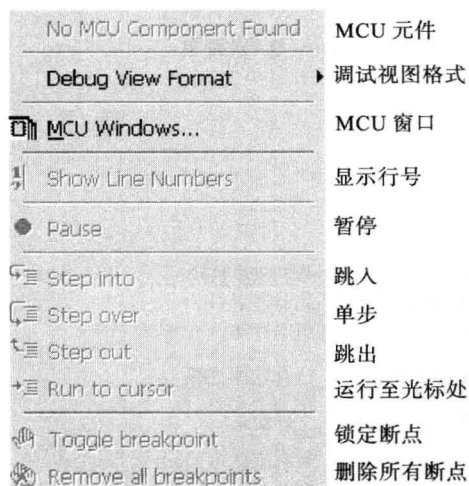 No MCU Component Found MCU 元件
Debug View Format 调试视图格式
MCU Windows... MCU 窗口
Show Line Numbers 显示行号
Pause 暂停
Step into 跳入
Step over 单步
Step out 跳出
Run to cursor 运行至光标处
Toggle breakpoint 锁定断点
Remove all breakpoints 删除所有断点